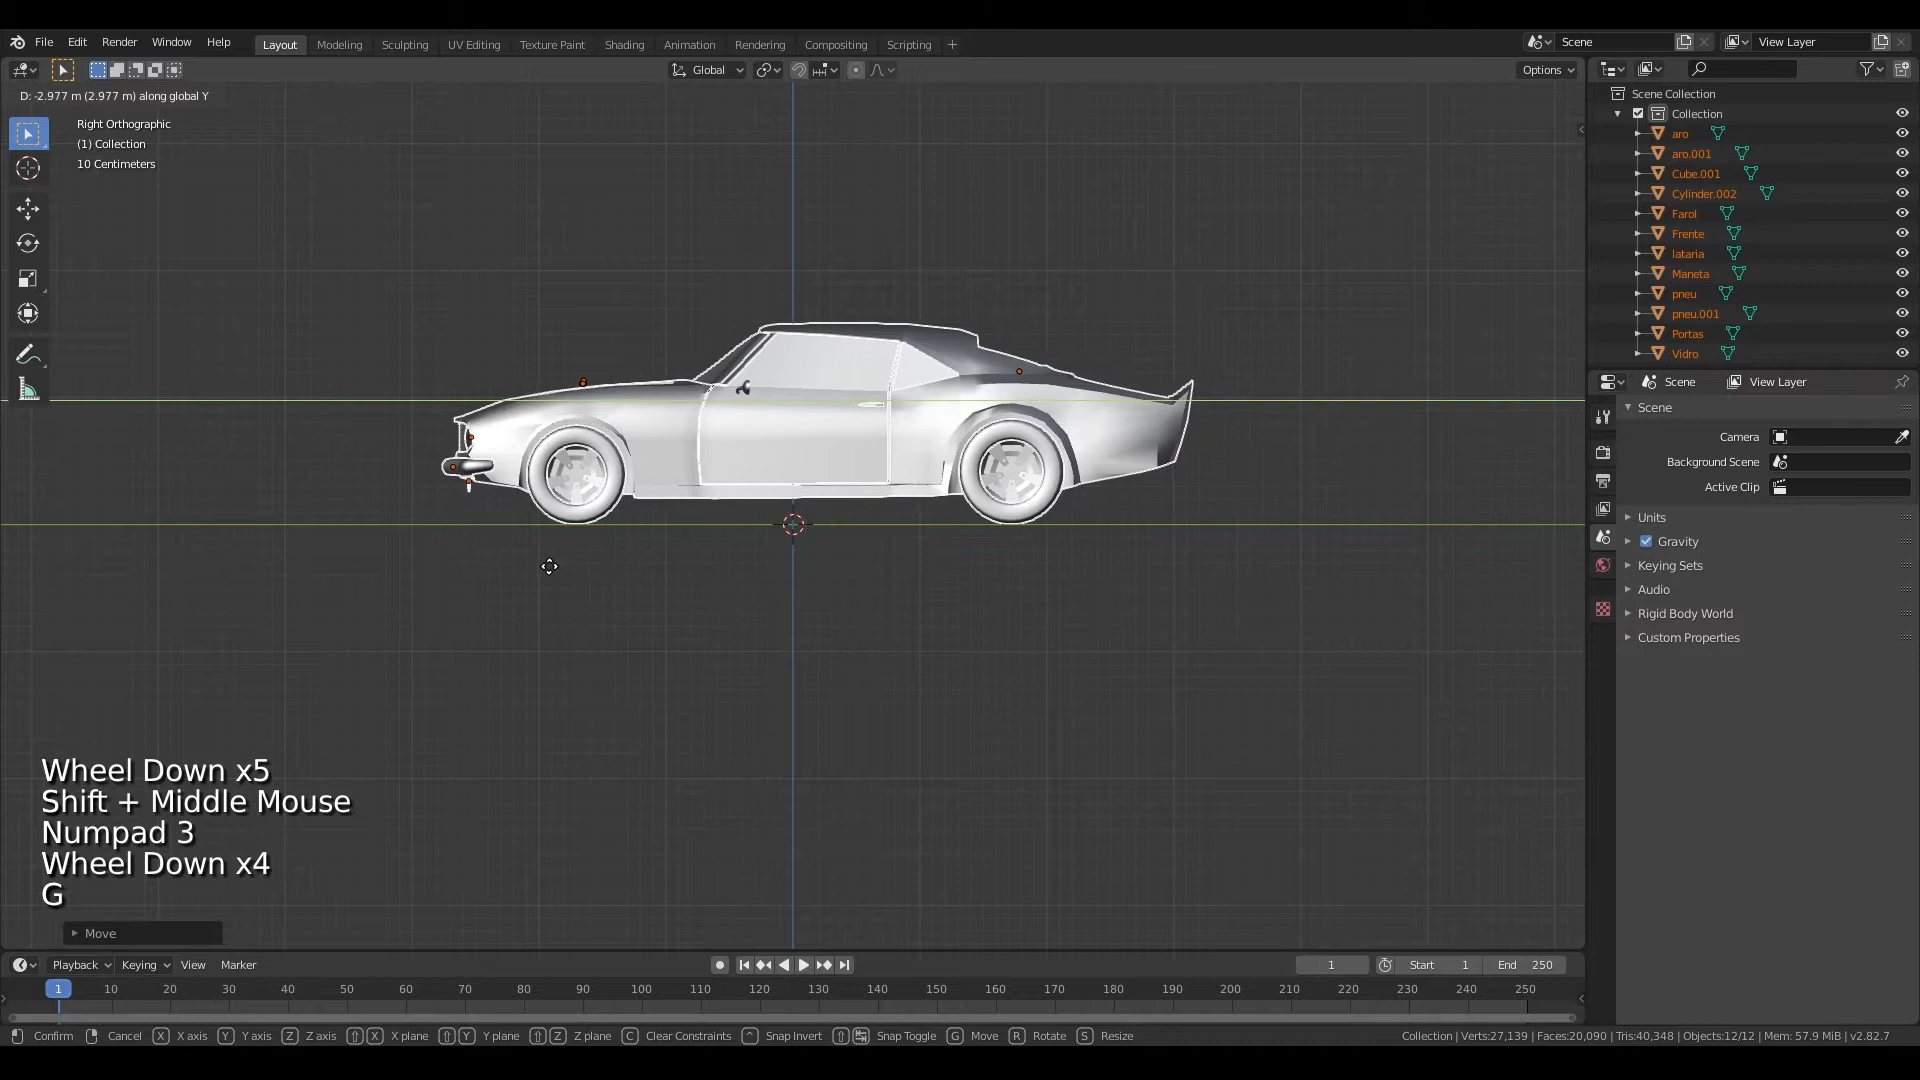 File Edit Render Window Help Layout Modeling Sculpting UV Editing Texture Paint Shading Animation Rendering Compositing Scripting + Scene View Layer
Global Options
D: -2.977 m (2.977 m) along global Y
Right Orthographic
(1) Collection
10 Centimeters
Scene Collection
Collection
aro
aro.001
Cube.001
Cylinder.002
Farol
Frente
lataria
Maneta
pneu
pneu.001
Portas
Vidro
Scene View Layer
Scene
Camera
Background Scene
Active Clip
Units
Gravity
Keying Sets
Audio
Rigid Body World
Custom Properties
Wheel Down x5
Shift + Middle Mouse
Numpad 3
Wheel Down x4
G
Move
Playback Keying View Marker 1 Start 1 End 250
1 10 20 30 40 50 60 70 80 90 100 110 120 130 140 150 160 170 180 190 200 210 220 230 240 250
Confirm Cancel X X axis Y Y axis Z Z axis X X plane Y Y plane Z Z plane C Clear Constraints Snap Invert Snap Toggle G Move R Rotate S Resize Collection | Verts:27,139 | Faces:20,090 | Tris:40,348 | Objects:12/12 | Mem: 57.9 MiB | v2.82.7